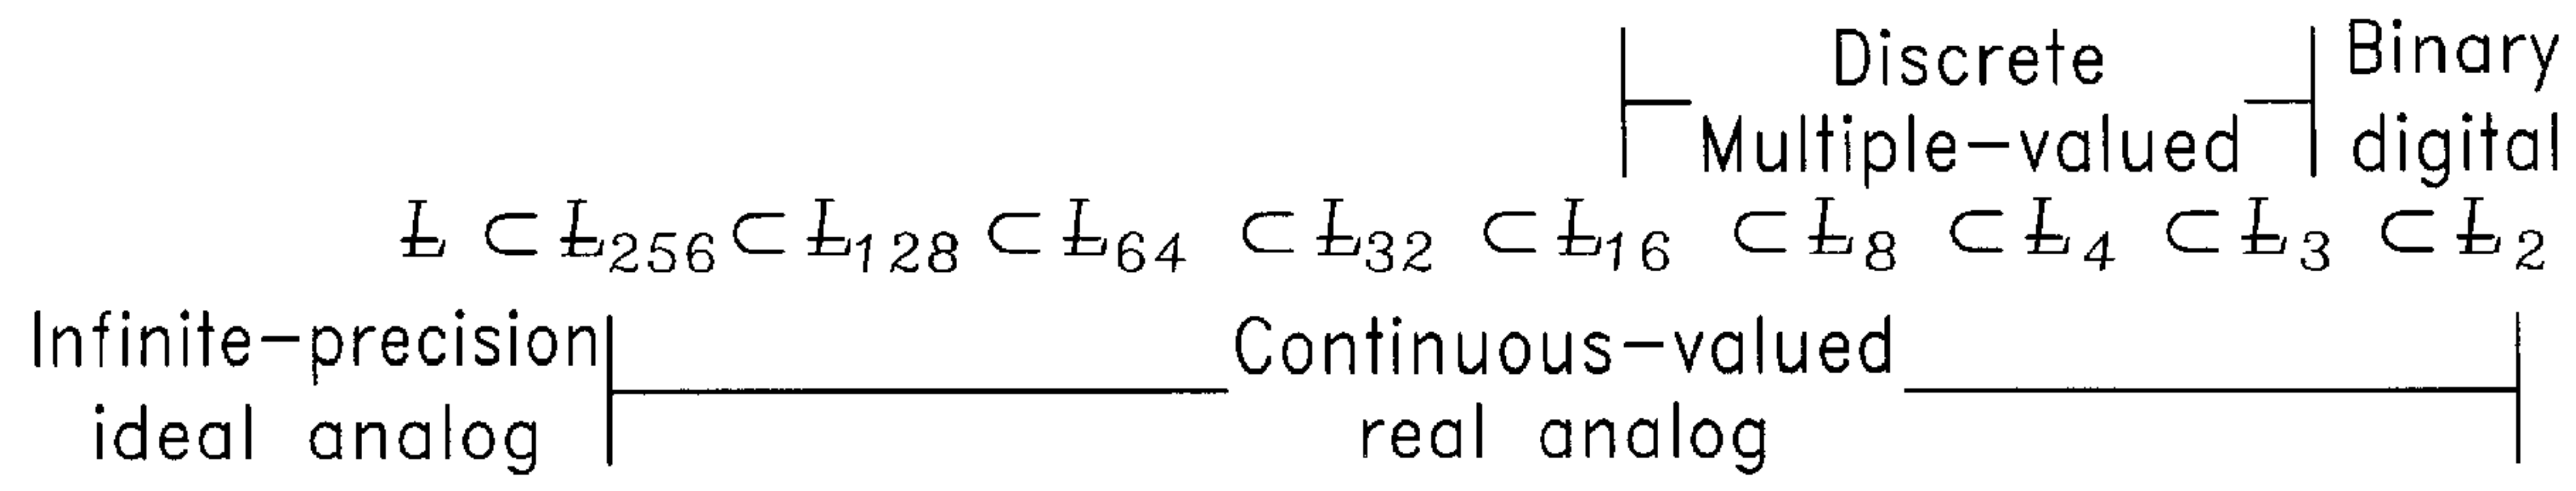 Discrete
Multiple-valued
Binary
digital
Ł ⊂ Ł₂₅₆ ⊂ Ł₁₂₈ ⊂ Ł₆₄ ⊂ Ł₃₂ ⊂ Ł₁₆ ⊂ Ł₈ ⊂ Ł₄ ⊂ Ł₃ ⊂ Ł₂
Infinite-precision
ideal analog
Continuous-valued
real analog